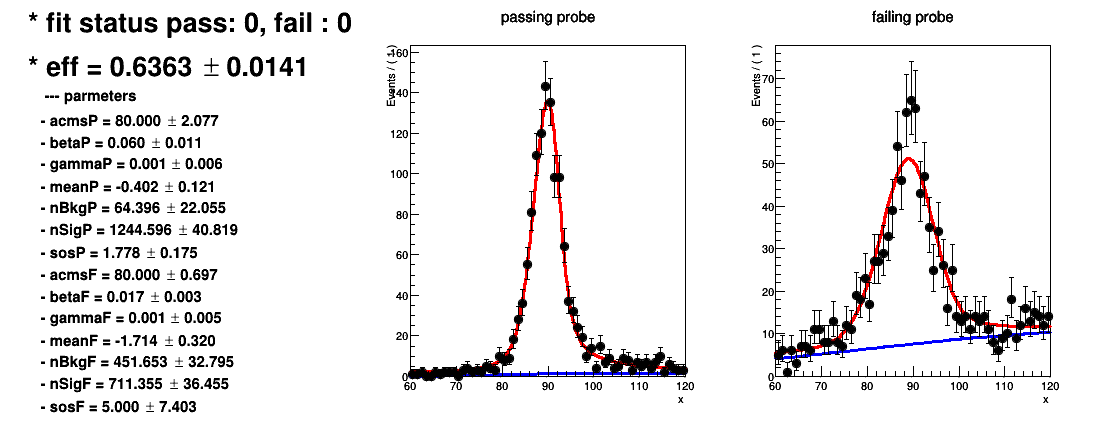 * fit status pass: 0, fail : 0
* eff = 0.6363 ± 0.0141
--- parmeters
- acmsP = 80.000 ± 2.077
- betaP = 0.060 ± 0.011
- gammaP = 0.001 ± 0.006
- meanP = -0.402 ± 0.121
- nBkgP = 64.396 ± 22.055
- nSigP = 1244.596 ± 40.819
- sosP = 1.778 ± 0.175
- acmsF = 80.000 ± 0.697
- betaF = 0.017 ± 0.003
- gammaF = 0.001 ± 0.005
- meanF = -1.714 ± 0.320
- nBkgF = 451.653 ± 32.795
- nSigF = 711.355 ± 36.455
- sosF = 5.000 ± 7.403
passing probe
Events / ( 1 )
160
140
120
100
80
60
40
20
0
60 70 80 90 100 110 120
x
failing probe
Events / ( 1 )
70
60
50
40
30
20
10
0
60 70 80 90 100 110 120
x